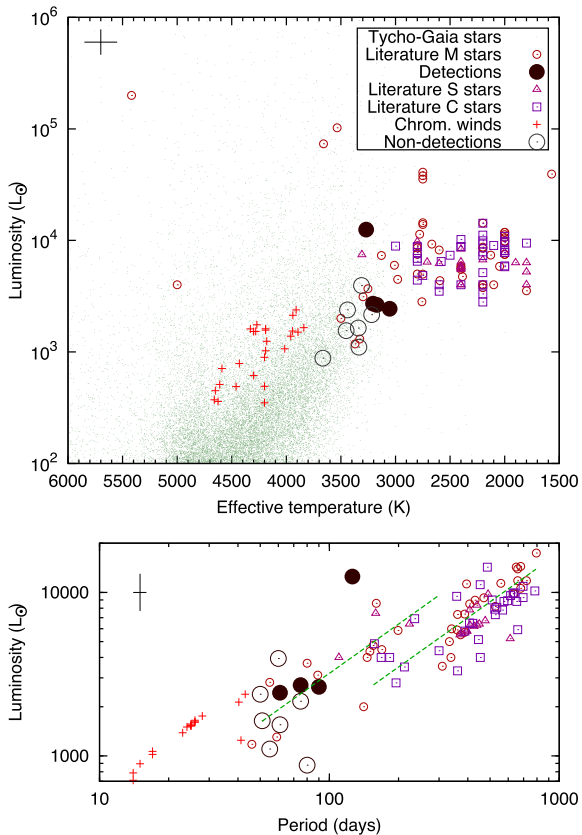 10^6
10^5
10^4
10^3
10^2
Luminosity (L☉)
Tycho-Gaia stars
Literature M stars
Detections
Literature S stars
Literature C stars
Chrom. winds
Non-detections
6000 5500 5000 4500 4000 3500 3000 2500 2000 1500
Effective temperature (K)
10000
1000
Luminosity (L☉)
10 100 1000
Period (days)